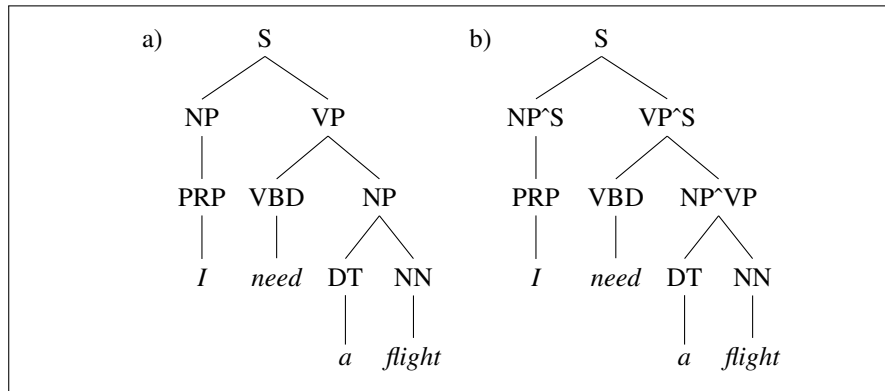 a) S b) S
NP VP NP^S VP^S
PRP VBD NP PRP VBD NP^VP
I need DT NN I need DT NN
a flight a flight